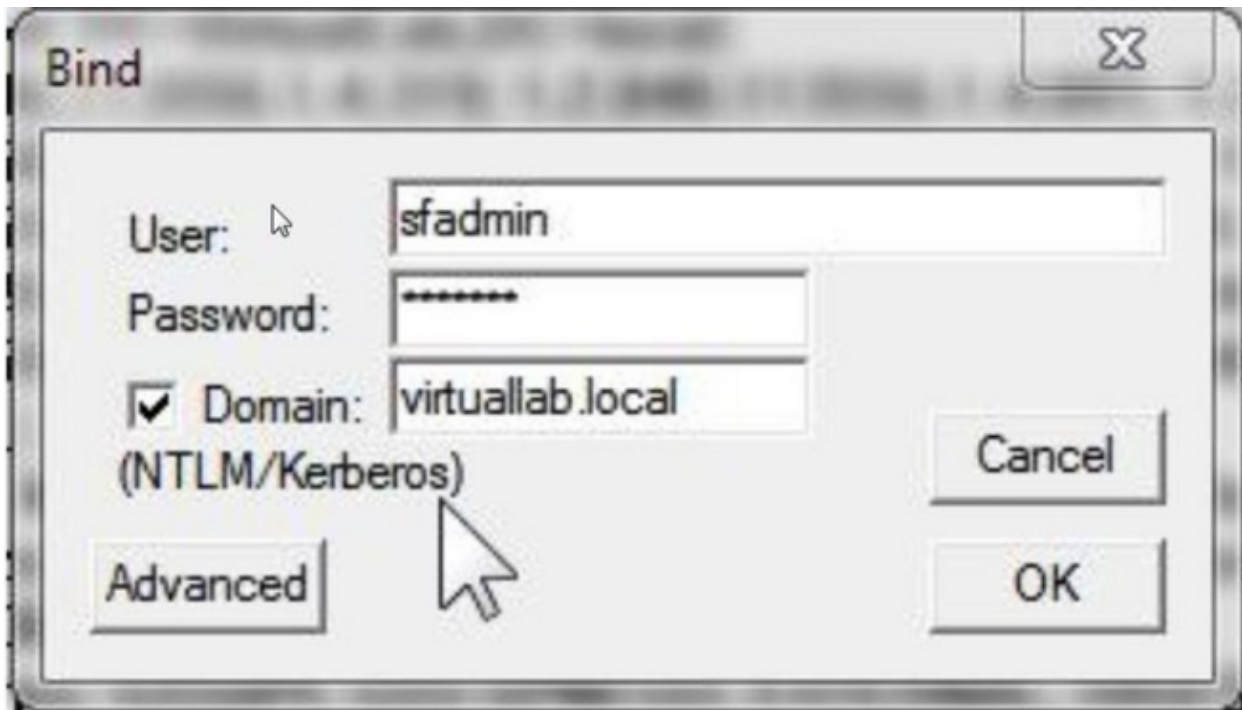 Bind
User: sfadmin
Password: *******
Domain: virtuallab.local
(NTLM/Kerberos)
Cancel
Advanced
OK